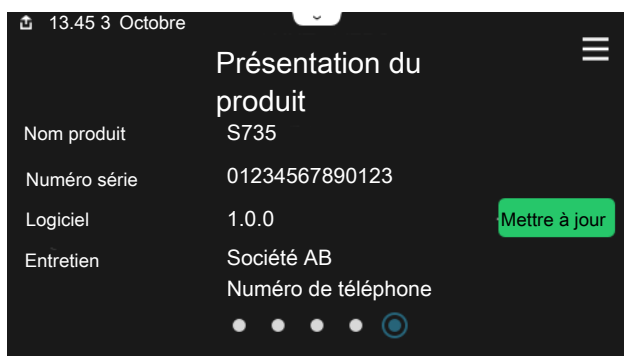 13.45 3 Octobre
Présentation du
produit
Nom produit S735
Numéro série 01234567890123
Logiciel 1.0.0 Mettre à jour
Entretien Société AB
Numéro de téléphone